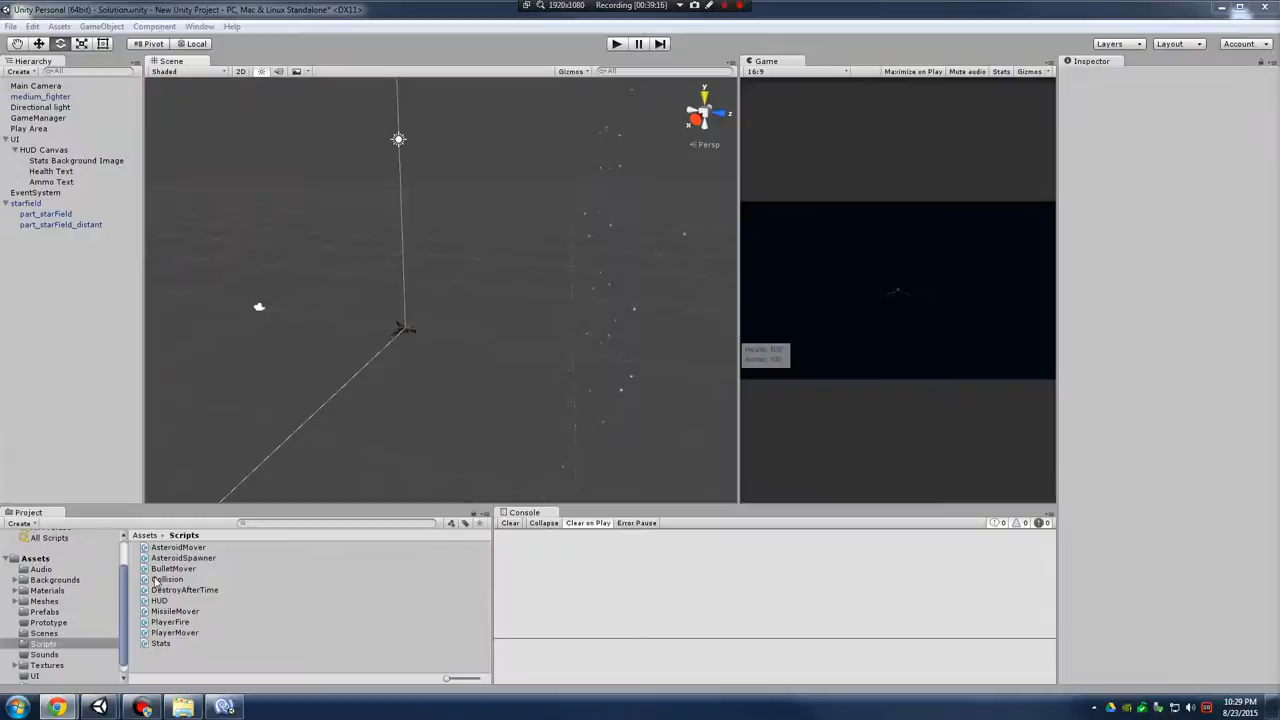 Unity Personal (64bit) - Solution.unity - New Unity Project - PC, Mac & Linux Standalone* <DX11>
1920x1080 Recording (00:39:16)
File Edit Assets GameObject Component Window Help
Pivot Local
Layers Layout Account
Hierarchy
Create All
Main Camera
medium_fighter
Directional light
GameManager
Play Area
UI
HUD Canvas
Stats Background Image
Health Text
Ammo Text
EventSystem
starfield
part_starField
part_starField_distant
Scene
Shaded 2D Gizmos All
y
z
x
Persp
Game
16:9 Maximize on Play Mute audio Stats Gizmos
Health: 100
Ammo: 100
Inspector
Project
Create
All Scripts
Assets
Audio
Backgrounds
Materials
Meshes
Prefabs
Prototype
Scenes
Scripts
Sounds
Textures
UI
Assets Scripts
AsteroidMover
AsteroidSpawner
BulletMover
Collision
DestroyAfterTime
HUD
MissileMover
PlayerFire
PlayerMover
Stats
Console
Clear Collapse Clear on Play Error Pause 0 0 0
10:29 PM
8/23/2015